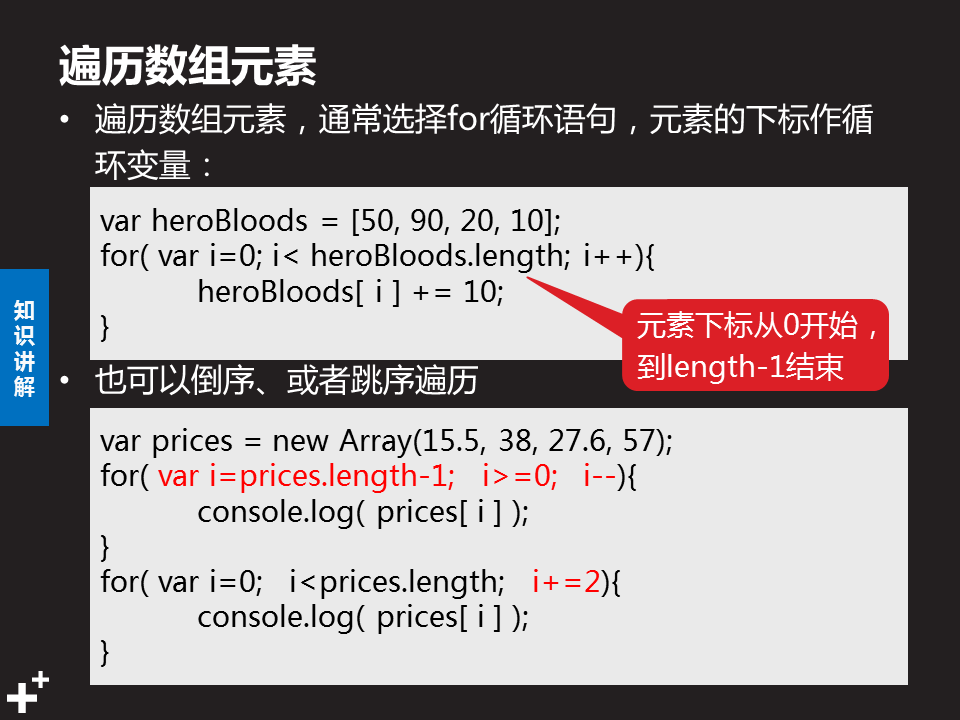 遍历数组元素
• 遍历数组元素，通常选择for循环语句，元素的下标作循
环变量：
var heroBloods = [50, 90, 20, 10];
for( var i=0; i< heroBloods.length; i++){
heroBloods[ i ] += 10;
}
元素下标从0开始，
到length-1结束
知
识
讲
解
• 也可以倒序、或者跳序遍历
var prices = new Array(15.5, 38, 27.6, 57);
for( var i=prices.length-1; i>=0; i--){
console.log( prices[ i ] );
}
for( var i=0; i<prices.length; i+=2){
console.log( prices[ i ] );
}